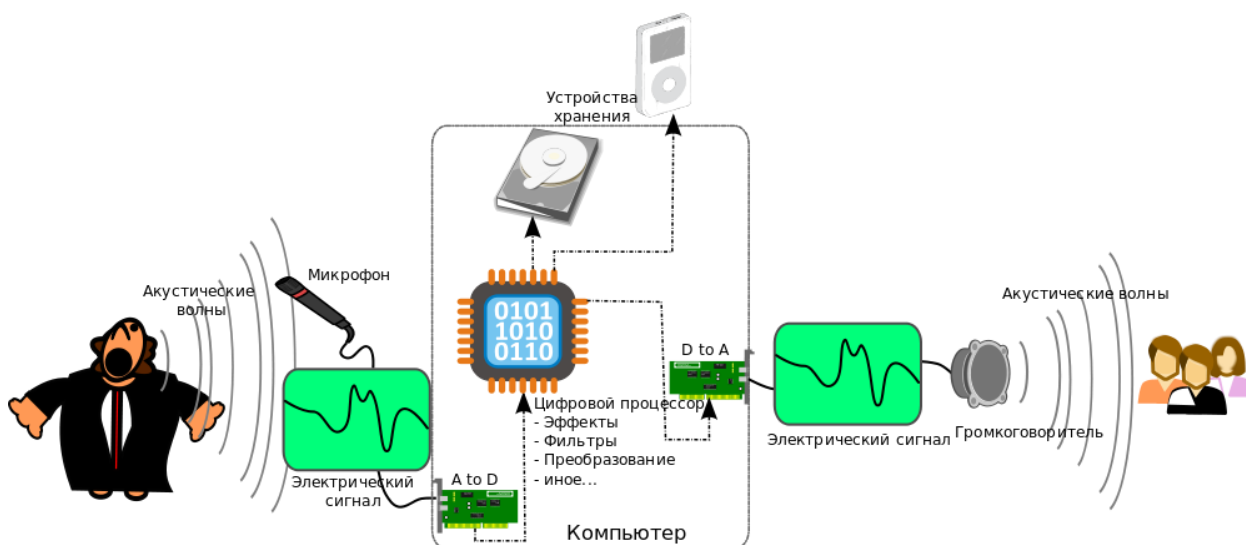 Устройства
хранения
Микрофон
Акустические
волны
Акустические волны
0101
1010
0110
D to A
Цифровой процессор
- Эффекты
- Фильтры
- Преобразование
- иное...
Электрический сигнал
Громкоговоритель
Электрический
сигнал
A to D
Компьютер